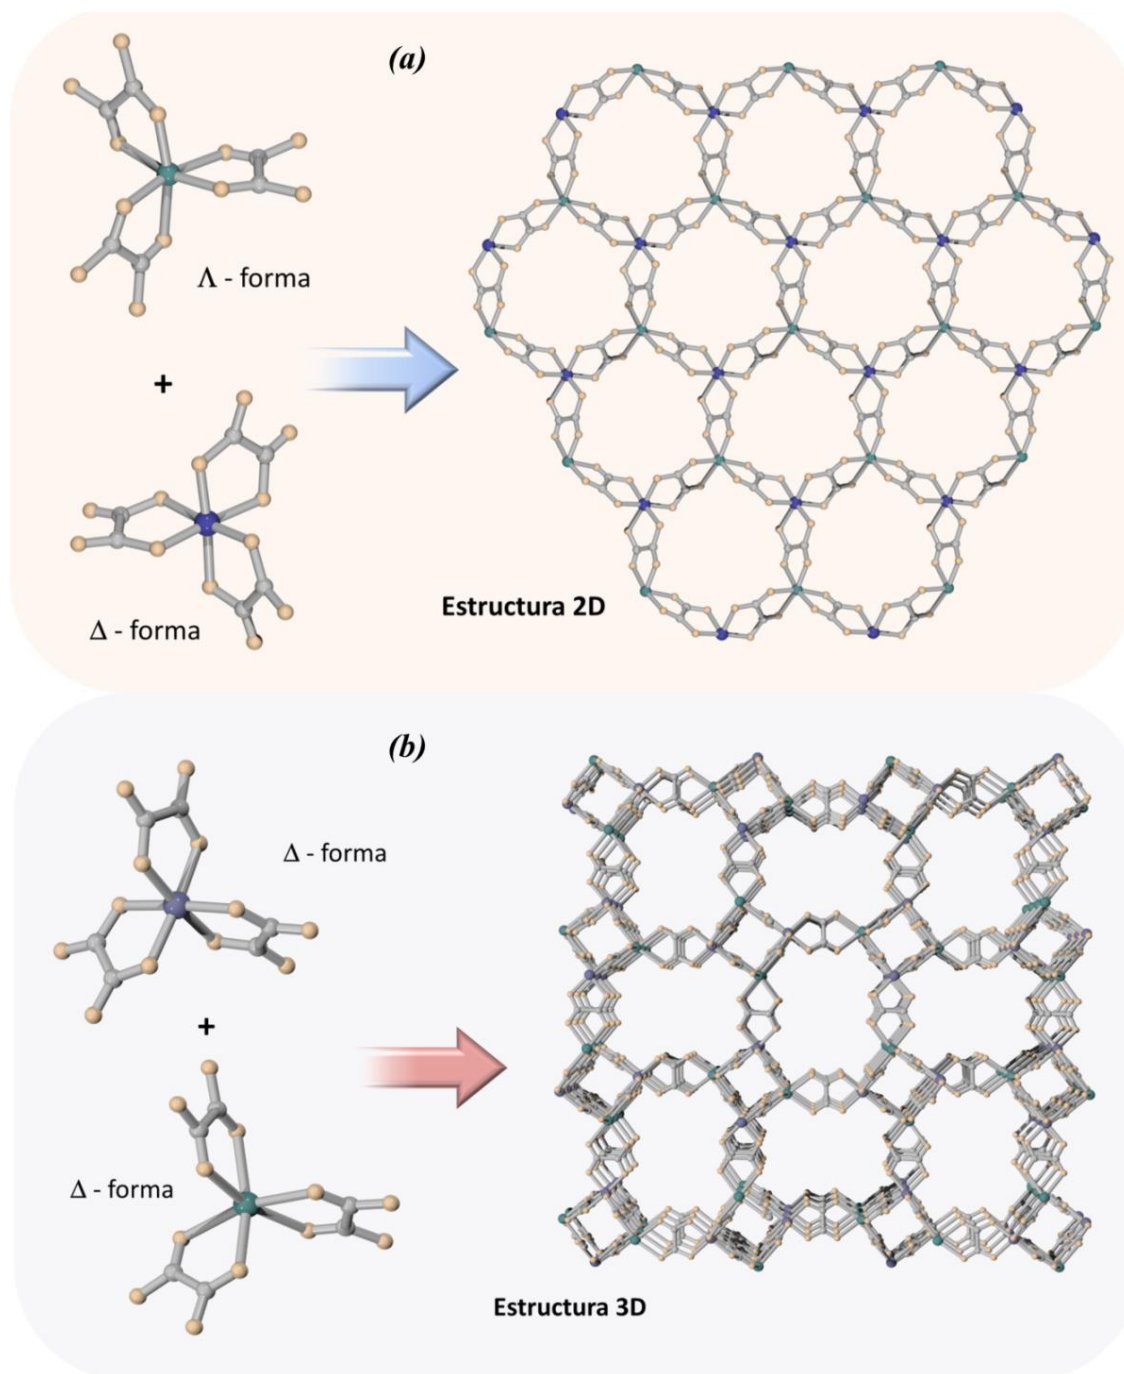 (a)
Λ - forma
+
Δ - forma
Estructura 2D
(b)
Δ - forma
+
Δ - forma
Estructura 3D